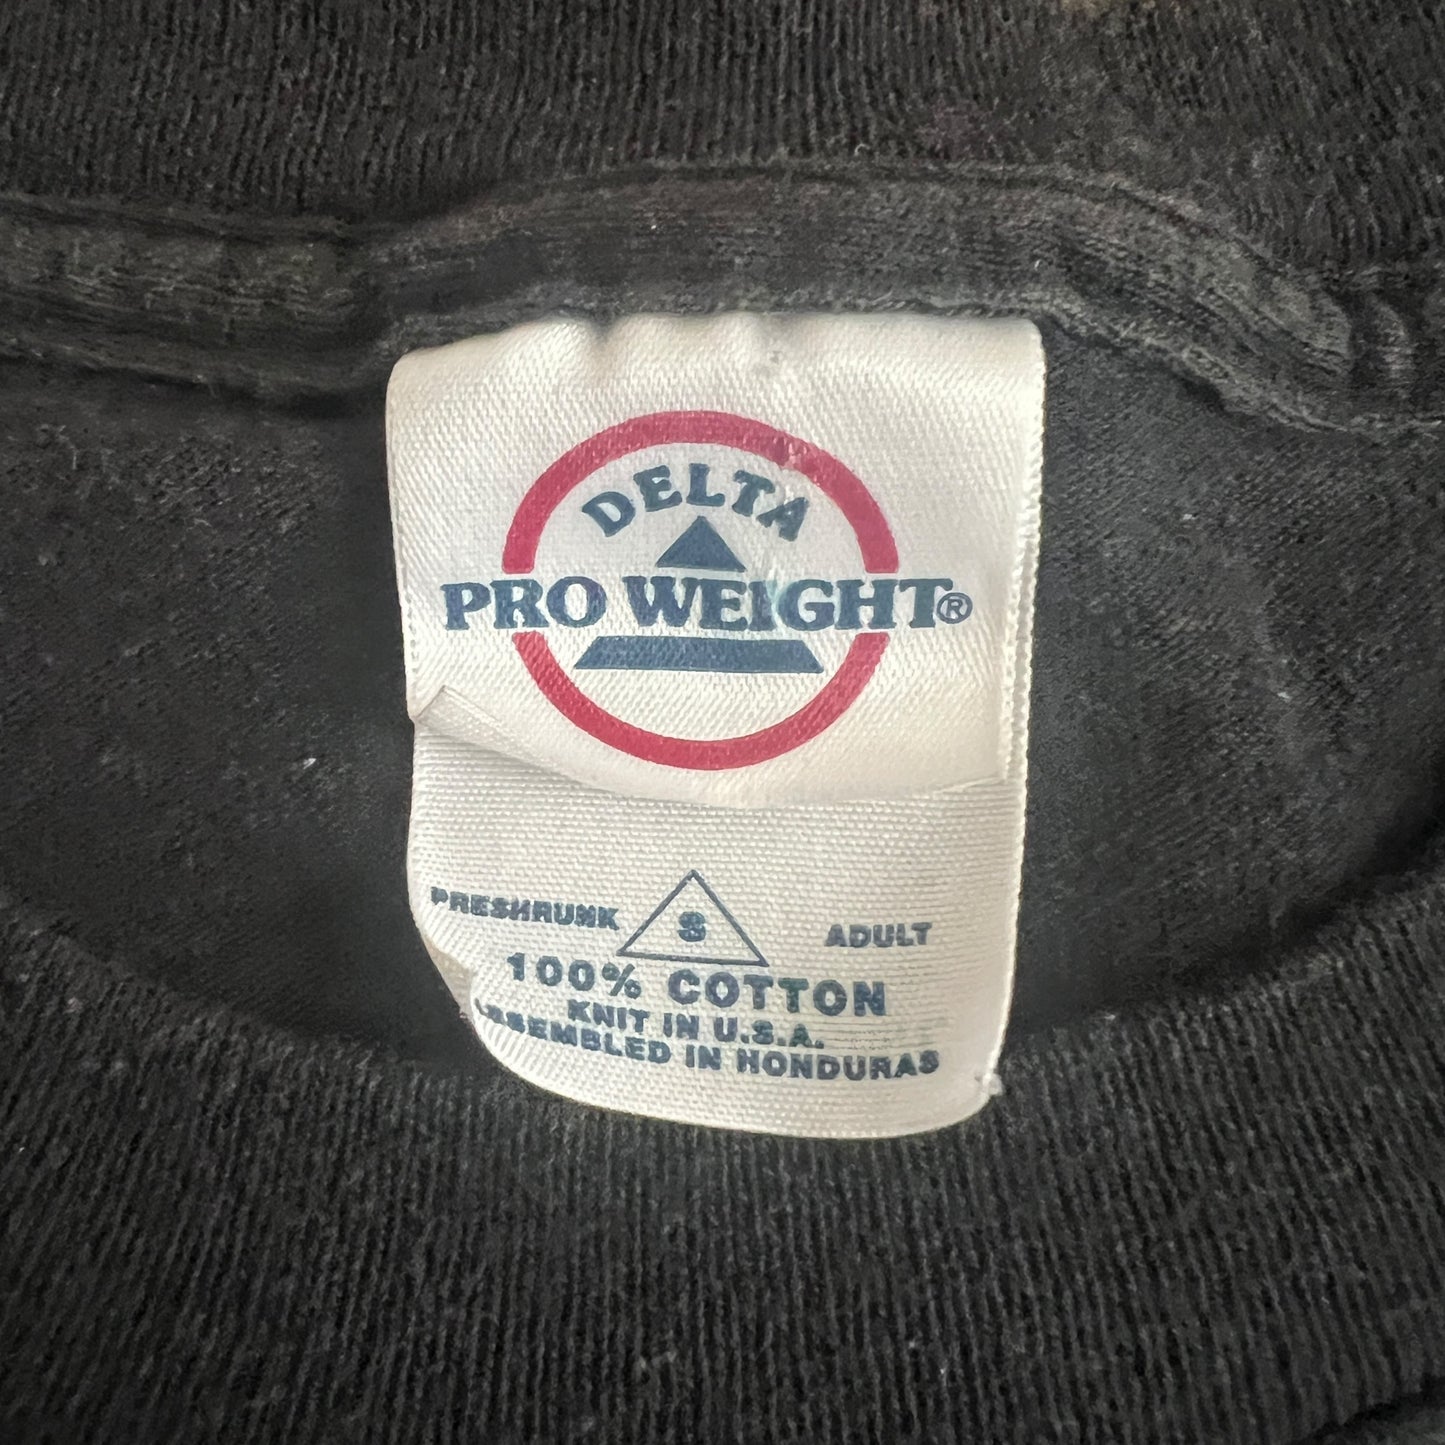 DELTA
PRO WEIGHT®
PRESHRUNK S ADULT
100% COTTON
KNIT IN U.S.A.
ASSEMBLED IN HONDURAS